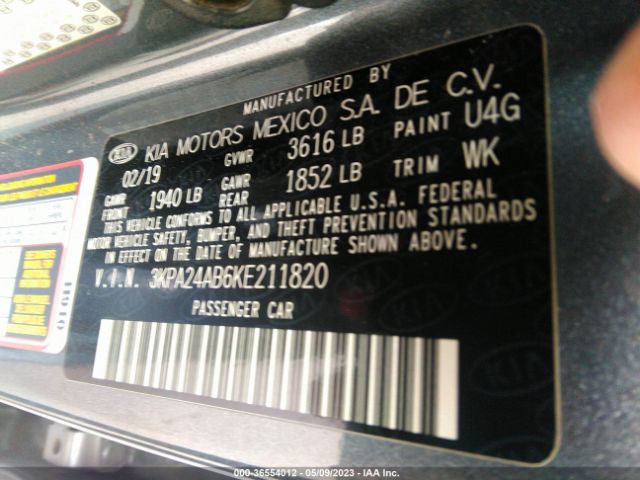 MANUFACTURED BY
KIA KIA MOTORS MEXICO S.A. DE C.V.
02/19 GVWR 3616 LB PAINT U4G
GAWR FRONT 1940 LB GAWR REAR 1852 LB TRIM WK
THIS VEHICLE CONFORMS TO ALL APPLICABLE U.S.A. FEDERAL
MOTOR VEHICLE SAFETY, BUMPER, AND THEFT PREVENTION STANDARDS
IN EFFECT ON THE DATE OF MANUFACTURE SHOWN ABOVE.
V.I.N. 3KPA24AB6KE211820
PASSENGER CAR
000-36554012 - 05/09/2023 - IAA Inc.